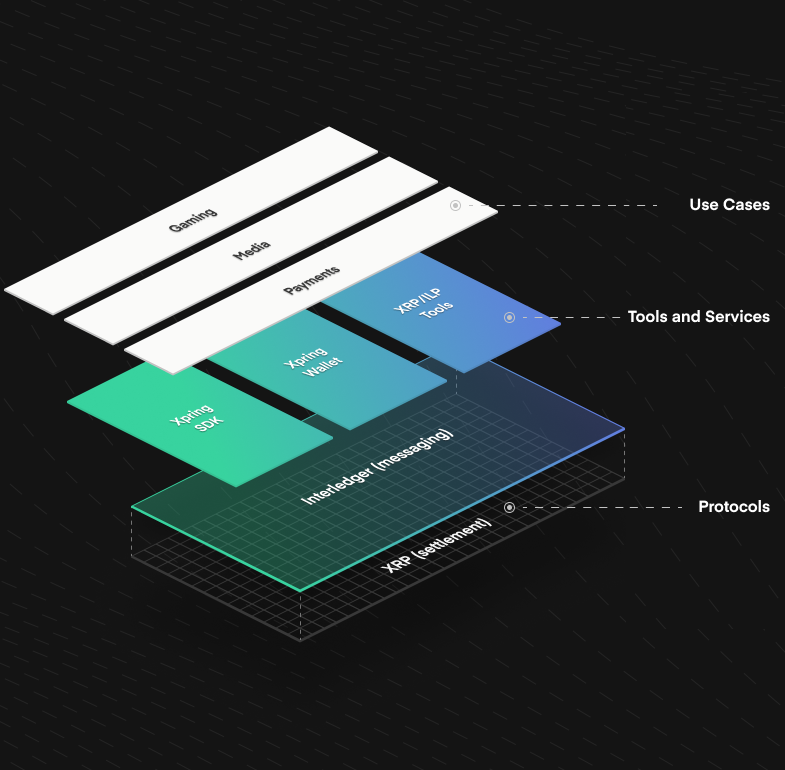 Gaming
Media
Payments
Use Cases
XRP/ILP
Tools
Tools and Services
Xpring
Wallet
Xpring
SDK
Interledger (messaging)
Protocols
XRP (settlement)